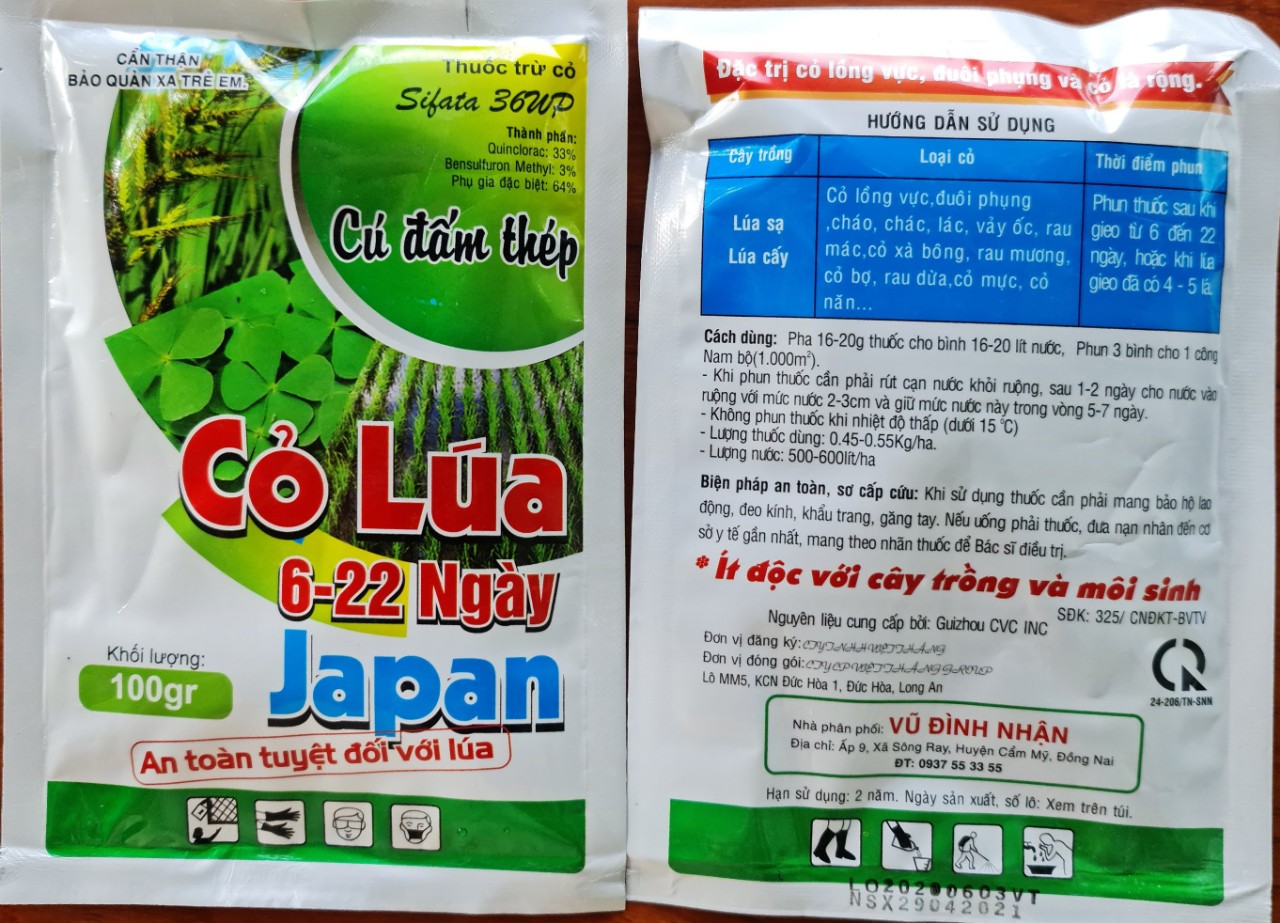 CẨN THẬN
BẢO QUẢN XA TRẺ EM.
Thuốc trừ cỏ
Sifata 36WP
Thành phần:
Quinclorac: 33%
Bensulfuron Methyl: 3%
Phụ gia đặc biệt: 64%
Cú đấm thép
Cỏ Lúa
6-22 Ngày
Japan
Khối lượng:
100gr
An toàn tuyệt đối với lúa
Đặc trị cỏ lồng vực, đuôi phụng và cỏ lá rộng.
HƯỚNG DẪN SỬ DỤNG
Cây trồng
Loại cỏ
Thời điểm phun
Lúa sạ
Lúa cấy
Cỏ lồng vực,đuôi phụng
,cháo, chác, lác, vảy ốc, rau
mác,cỏ xà bông, rau mương,
cỏ bợ, rau dừa,cỏ mực, cỏ
năn...
Phun thuốc sau khi
gieo từ 6 đến 22
ngày, hoặc khi lúa
gieo đã có 4 - 5 lá.
Cách dùng: Pha 16-20g thuốc cho bình 16-20 lít nước, Phun 3 bình cho 1 công
Nam bộ(1.000m²).
- Khi phun thuốc cần phải rút cạn nước khỏi ruộng, sau 1-2 ngày cho nước vào
ruộng với mức nước 2-3cm và giữ mức nước này trong vòng 5-7 ngày.
- Không phun thuốc khi nhiệt độ thấp (dưới 15 °C)
- Lượng thuốc dùng: 0.45-0.55Kg/ha.
- Lượng nước: 500-600lít/ha
Biện pháp an toàn, sơ cấp cứu: Khi sử dụng thuốc cần phải mang bảo hộ lao
động, đeo kính, khẩu trang, găng tay. Nếu uống phải thuốc, đưa nạn nhân đến cơ
sở y tế gần nhất, mang theo nhãn thuốc để Bác sĩ điều trị.
* Ít độc với cây trồng và môi sinh
Nguyên liệu cung cấp bởi: Guizhou CVC INC
SĐK: 325/ CNĐKT-BVTV
Đơn vị đăng ký: CTY TNHH VIỆT THẮNG
Đơn vị đóng gói: CTY CP VIỆT THẮNG GROUP
Lô MM5, KCN Đức Hòa 1, Đức Hòa, Long An
24-206/TN-SNN
Nhà phân phối: VŨ ĐÌNH NHẬN
Địa chỉ: Ấp 9, Xã Sông Ray, Huyện Cẩm Mỹ, Đồng Nai
ĐT: 0937 55 33 55
Hạn sử dụng: 2 năm. Ngày sản xuất, số lô: Xem trên túi.
LO20200603VT
NSX29042021